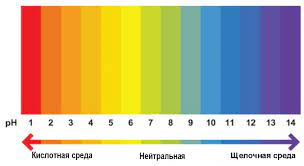 pH 1 2 3 4 5 6 7 8 9 10 11 12 13 14
Кислотная среда Нейтральная Щелочная среда